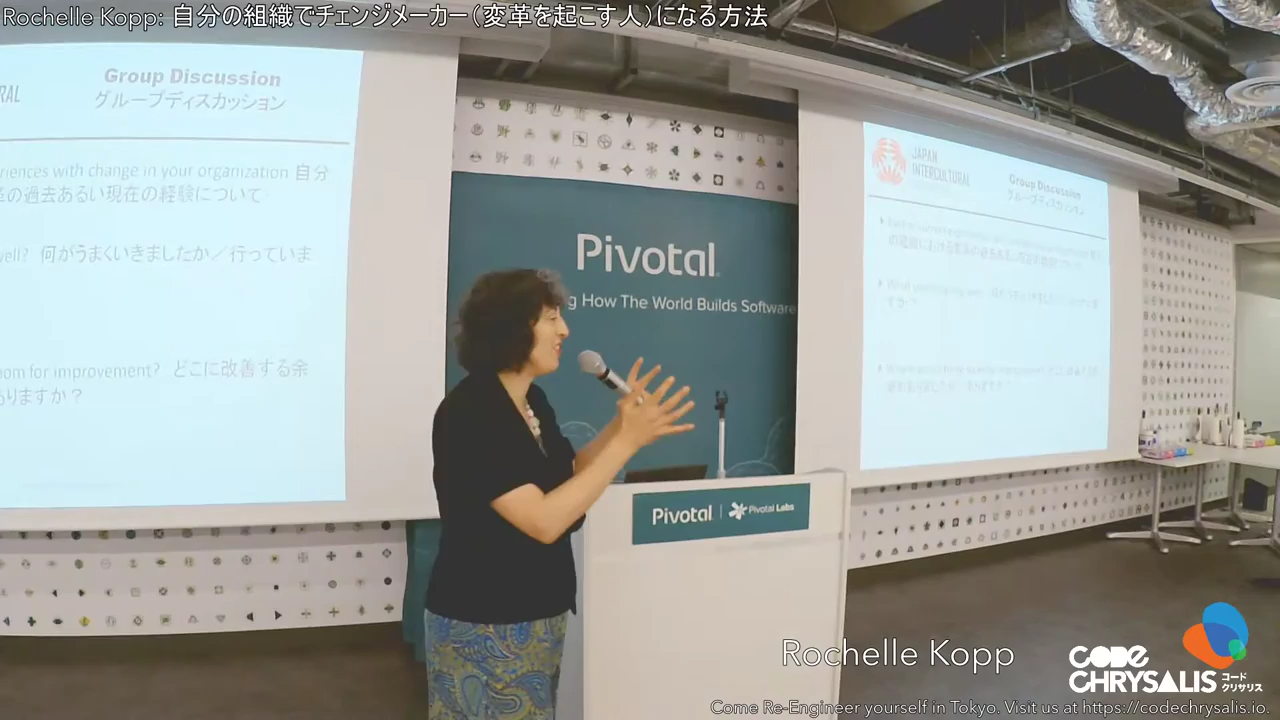 Rochelle Kopp: 自分の組織でチェンジメーカー（変革を起こす人）になる方法
RAL
Group Discussion
グループディスカッション
riences with change in your organization 自分
の過去あるい現在の経験について
vell? 何がうまくいきましたか／行っていま
oom for improvement? どこに改善する余
ありますか？
Pivotal
g How The World Builds Software
JAPAN
INTERCULTURAL
Group Discussion
グループディスカッション
Pivotal
Pivotal Labs
Rochelle Kopp
CODE
CHRYSALIS
コード
クリサリス
Come Re-Engineer yourself in Tokyo. Visit us at https://codechrysalis.io.